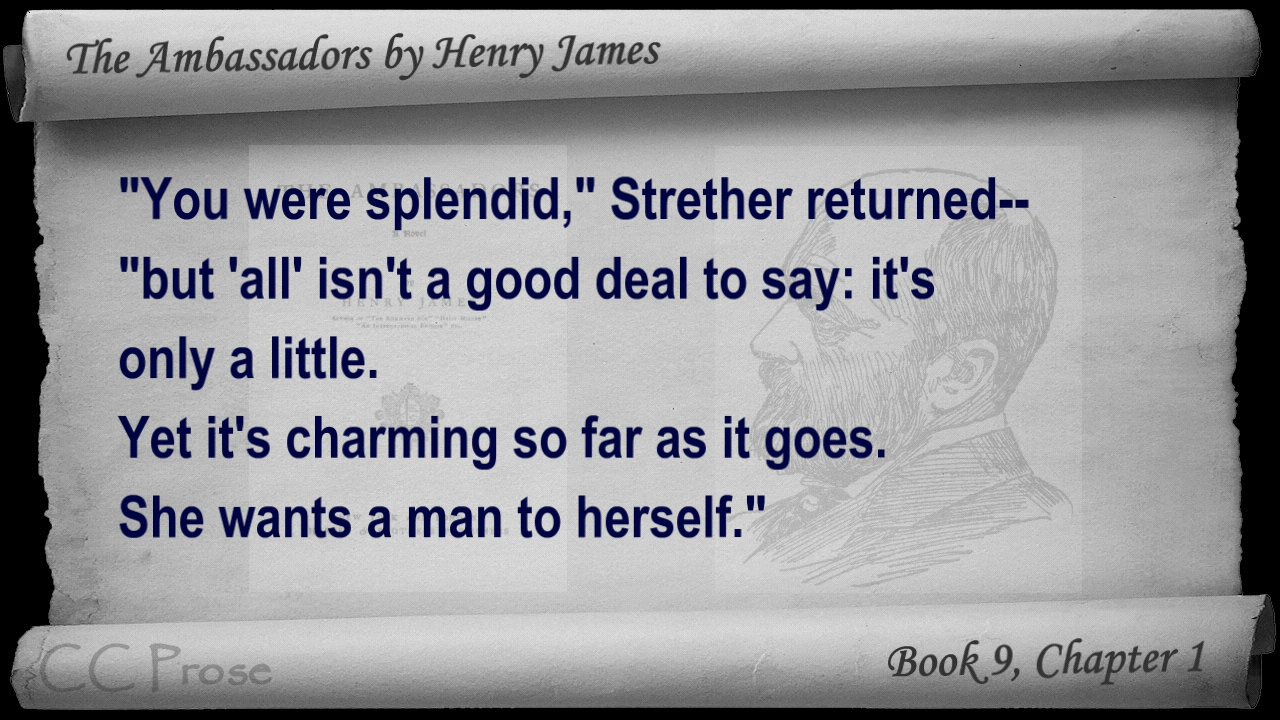 The Ambassadors by Henry James
"You were splendid," Strether returned--
"but 'all' isn't a good deal to say: it's
only a little.
Yet it's charming so far as it goes.
She wants a man to herself."
CC Prose
Book 9, Chapter 1